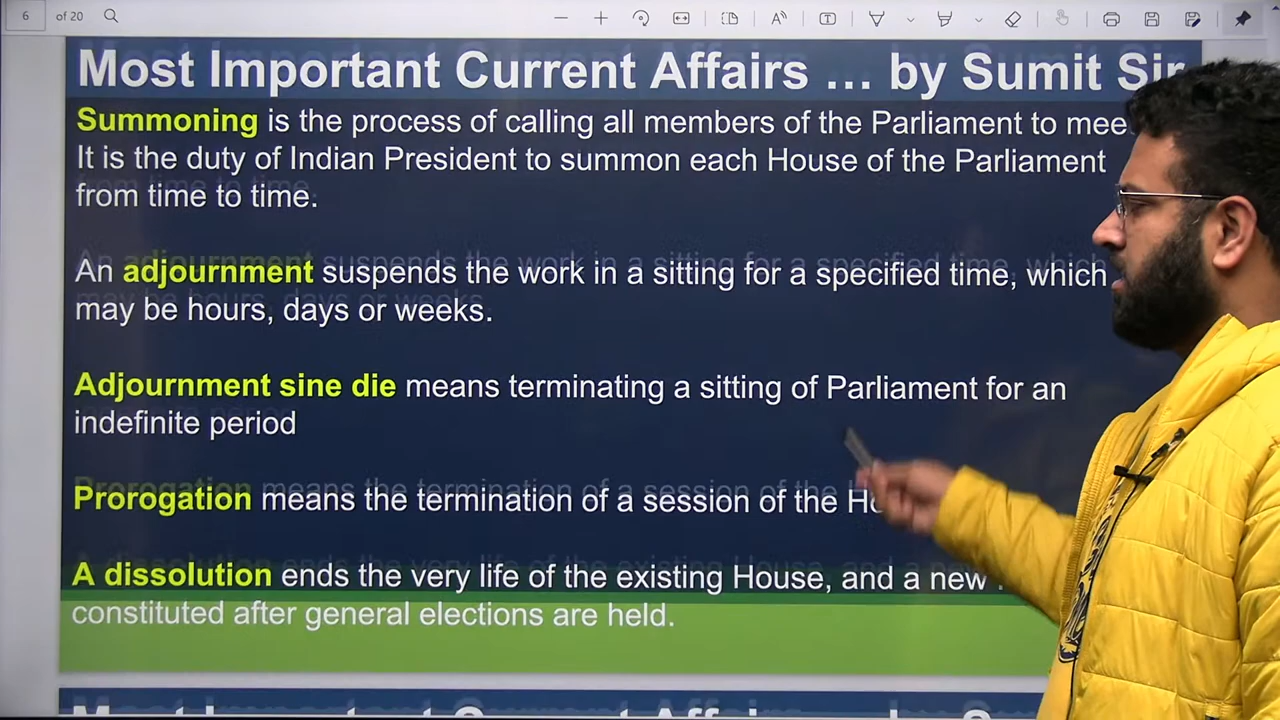 6 of 20
Most Important Current Affairs ... by Sumit Sir
Summoning is the process of calling all members of the Parliament to mee
It is the duty of Indian President to summon each House of the Parliament
from time to time.
An adjournment suspends the work in a sitting for a specified time, which
may be hours, days or weeks.
Adjournment sine die means terminating a sitting of Parliament for an
indefinite period
Prorogation means the termination of a session of the Ho
A dissolution ends the very life of the existing House, and a new
constituted after general elections are held.
Most Important Current Affairs